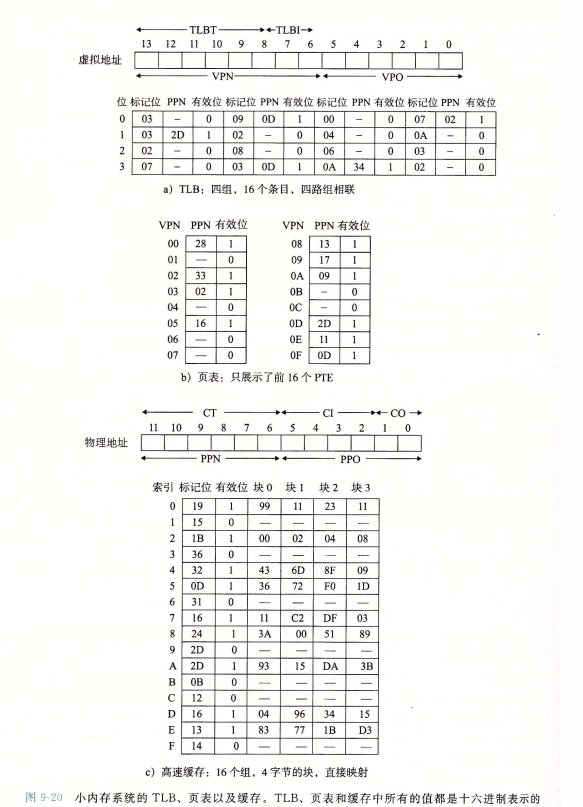 TLBT TLBI
13 12 11 10 9 8 7 6 5 4 3 2 1 0
虚拟地址
VPN VPO
位 标记位 PPN 有效位 标记位 PPN 有效位 标记位 PPN 有效位 标记位 PPN 有效位
0 03 - 0 09 0D 1 00 - 0 07 02 1
1 03 2D 1 02 - 0 04 - 0 0A - 0
2 02 - 0 08 - 0 06 - 0 03 - 0
3 07 - 0 03 0D 1 0A 34 1 02 - 0
a) TLB:四组,16个条目,四路组相联
VPN PPN 有效位 VPN PPN 有效位
00 28 1 08 13 1
01 — 0 09 17 1
02 33 1 0A 09 1
03 02 1 0B - 0
04 — 0 0C - 0
05 16 1 0D 2D 1
06 — 0 0E 11 1
07 — 0 0F 0D 1
b) 页表:只展示了前16个PTE
CT CI CO
11 10 9 8 7 6 5 4 3 2 1 0
物理地址
PPN PPO
索引 标记位 有效位 块0 块1 块2 块3
0 19 1 99 11 23 11
1 15 0 — — — —
2 1B 1 00 02 04 08
3 36 0 — — — —
4 32 1 43 6D 8F 09
5 0D 1 36 72 F0 1D
6 31 0 — — — —
7 16 1 11 C2 DF 03
8 24 1 3A 00 51 89
9 2D 0 — — — —
A 2D 1 93 15 DA 3B
B 0B 0 — — — —
C 12 0 — — — —
D 16 1 04 96 34 15
E 13 1 83 77 1B D3
F 14 0 — — — —
c) 高速缓存:16个组,4字节的块,直接映射
图 9-20 小内存系统的TLB、页表以及缓存。TLB、页表和缓存中所有的值都是十六进制表示的